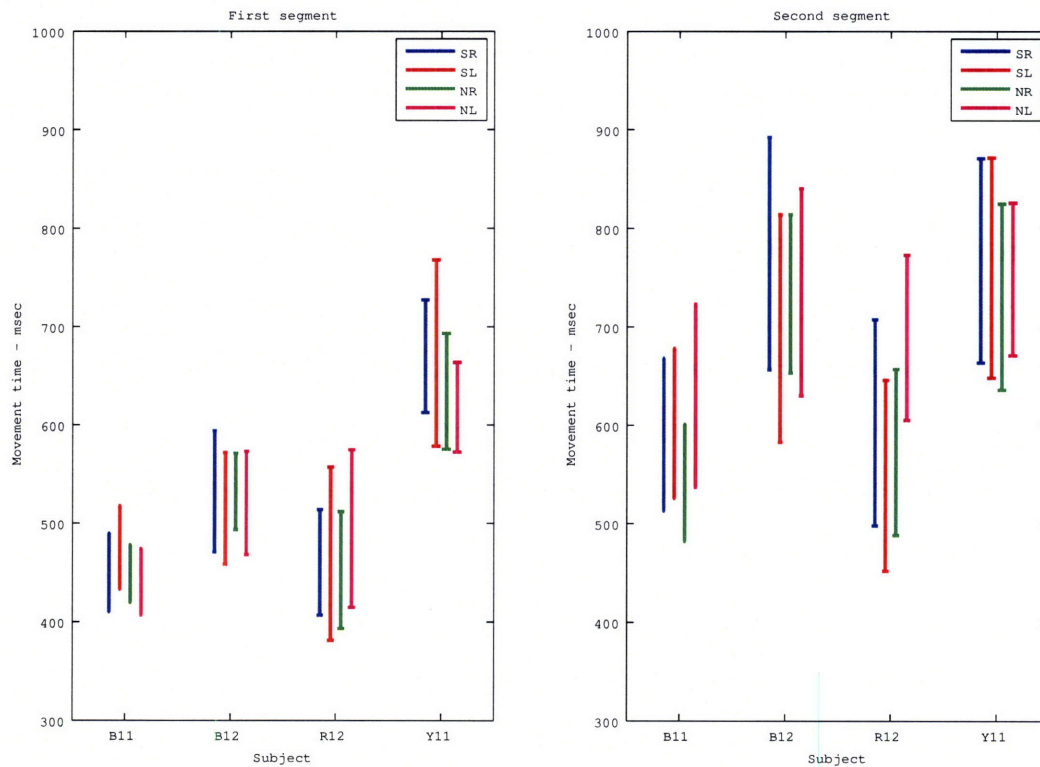 First segment
1000
900
800
700
600
500
400
300
Movement time - msec
SR
SL
NR
NL
B11 B12 R12 Y11
Subject
Second segment
1000
900
800
700
600
500
400
300
Movement time - msec
SR
SL
NR
NL
B11 B12 R12 Y11
Subject